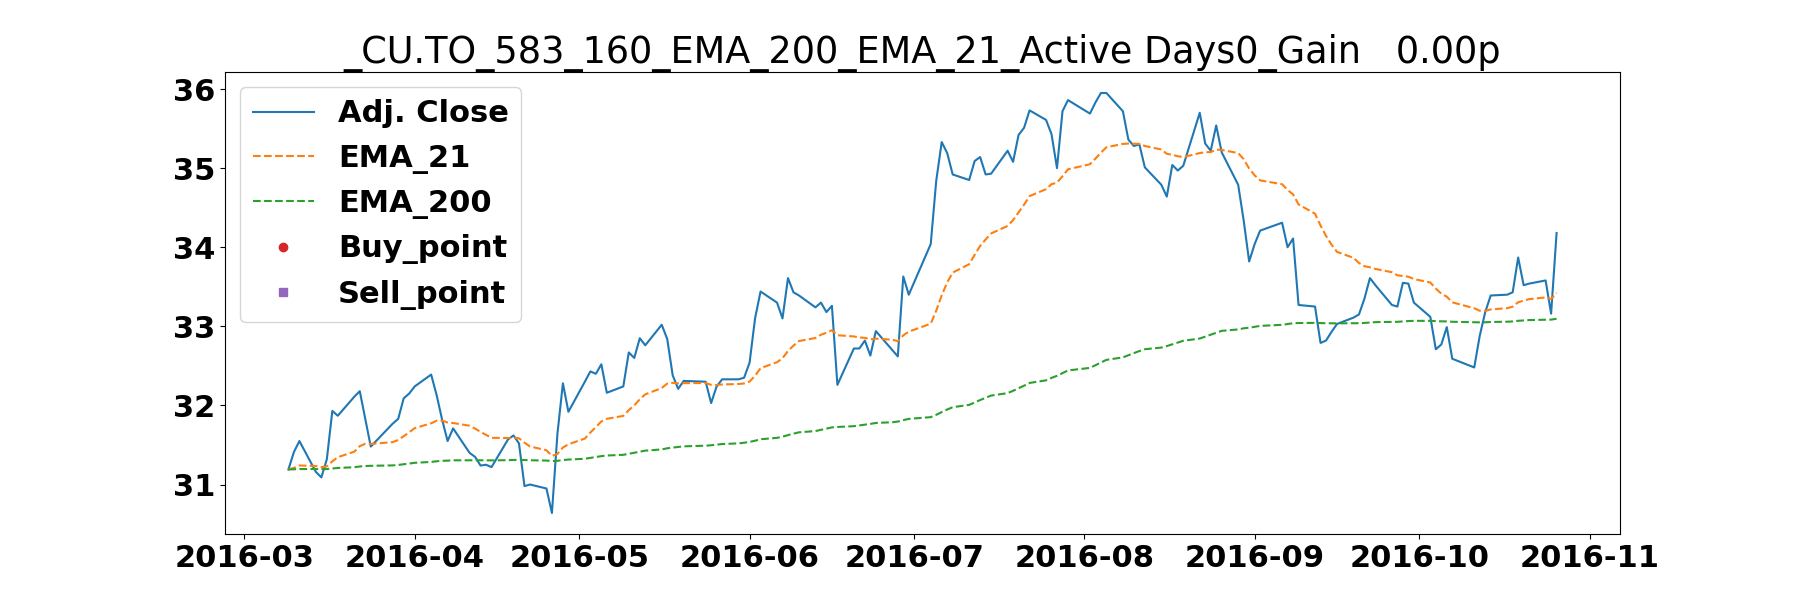 _CU.TO_583_160_EMA_200_EMA_21_Active Days0_Gain   0.00p
36
35
34
33
32
31
Adj. Close
EMA_21
EMA_200
Buy_point
Sell_point
2016-03 2016-04 2016-05 2016-06 2016-07 2016-08 2016-09 2016-10 2016-11